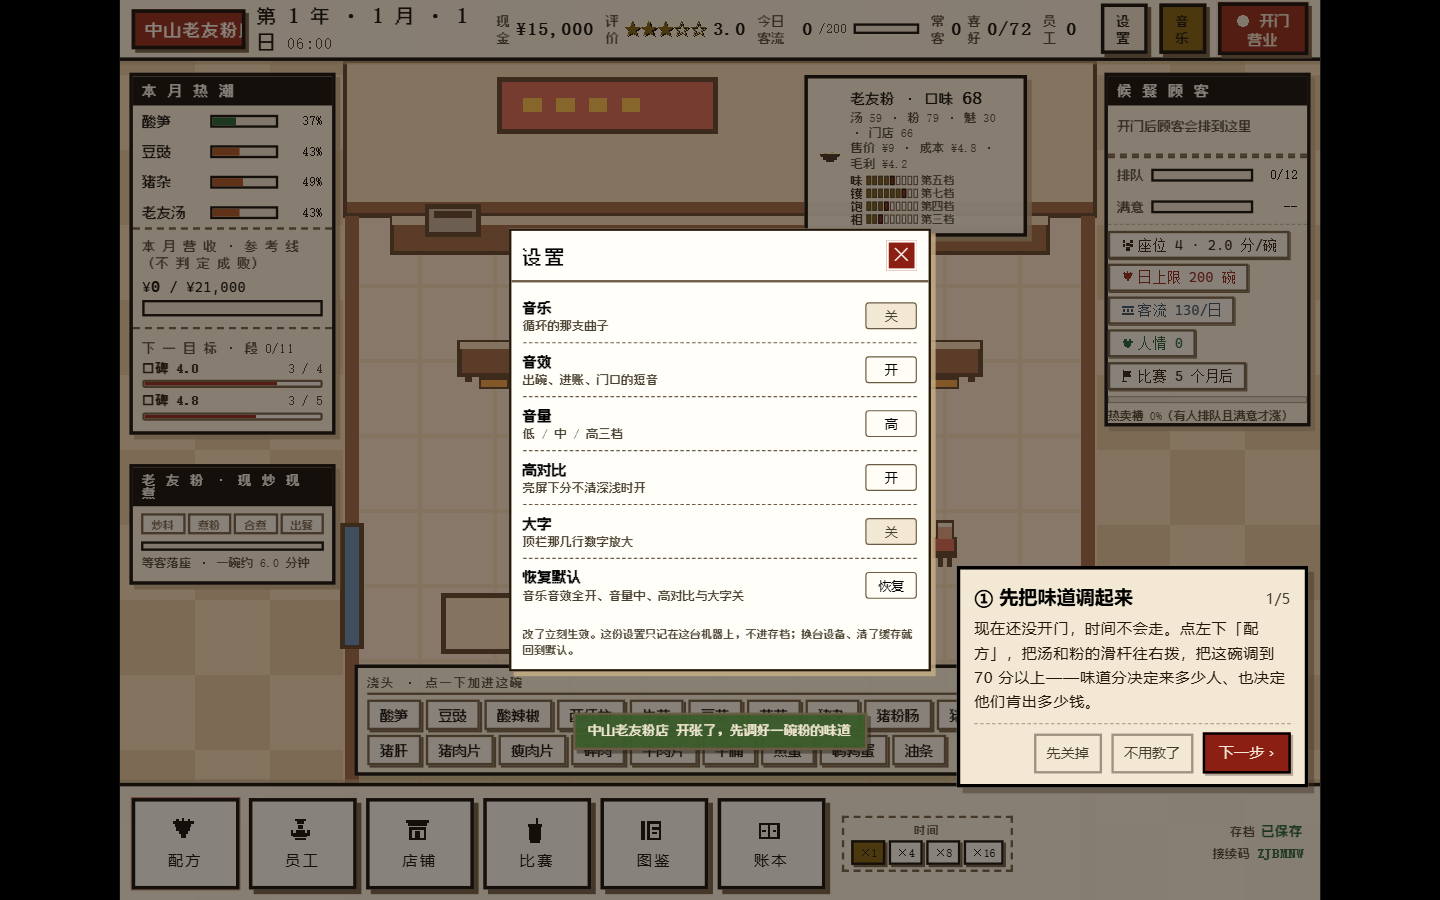 中山老友粉店
第 1 年 · 1 月 · 1 日 06:00
现金 ¥15,000
评价 3.0
今日客流 0 /200
常客 0
喜好 0/72
员工 0
设置
音乐
开门营业
本月热潮
酸笋 37%
豆豉 43%
猪杂 49%
老友汤 43%
本月营收 · 参考线
（不判定成败）
¥0 / ¥21,000
下一目标 · 段 0/11
口碑 4.0 3 / 4
口碑 4.8 3 / 5
老友粉 · 现炒现煮
炒料 煮粉 合煮 出餐
等客落座 · 一碗约 6.0 分钟
老友粉 · 口味 68
汤 59 · 粉 79 · 魅 30
· 门店 66
售价 ¥9 · 成本 ¥4.8 ·
毛利 ¥4.2
味 第五档
镬 第七档
饱 第四档
相 第三档
候餐顾客
开门后顾客会排到这里
排队 0/12
满意 --
座位 4 · 2.0 分/碗
日上限 200 碗
客流 130/日
人情 0
比赛 5 个月后
热卖槽 0%（有人排队且满意才涨）
设置
音乐
循环的那支曲子
关
音效
出碗、进账、门口的短音
开
音量
低 / 中 / 高三档
高
高对比
亮屏下分不清深浅时开
开
大字
顶栏那几行数字放大
关
恢复默认
音乐音效全开、音量中、高对比与大字关
恢复
改了立刻生效。这份设置只记在这台机器上，不进存档；换台设备、清了缓存就
回到默认。
浇头 · 点一下加进这碗
酸笋 豆豉 酸辣椒 猪粉肠
猪肝 猪肉片 瘦肉片 油条
中山老友粉店 开张了，先调好一碗粉的味道
① 先把味道调起来 1/5
现在还没开门，时间不会走。点左下「配
方」，把汤和粉的滑杆往右拨，把这碗调到
70 分以上——味道分决定来多少人、也决定
他们肯出多少钱。
先关掉 不用教了 下一步 ›
配方 员工 店铺 比赛 图鉴 账本
时间
×1 ×4 ×8 ×16
存档 已保存
接续码 ZJBMNW